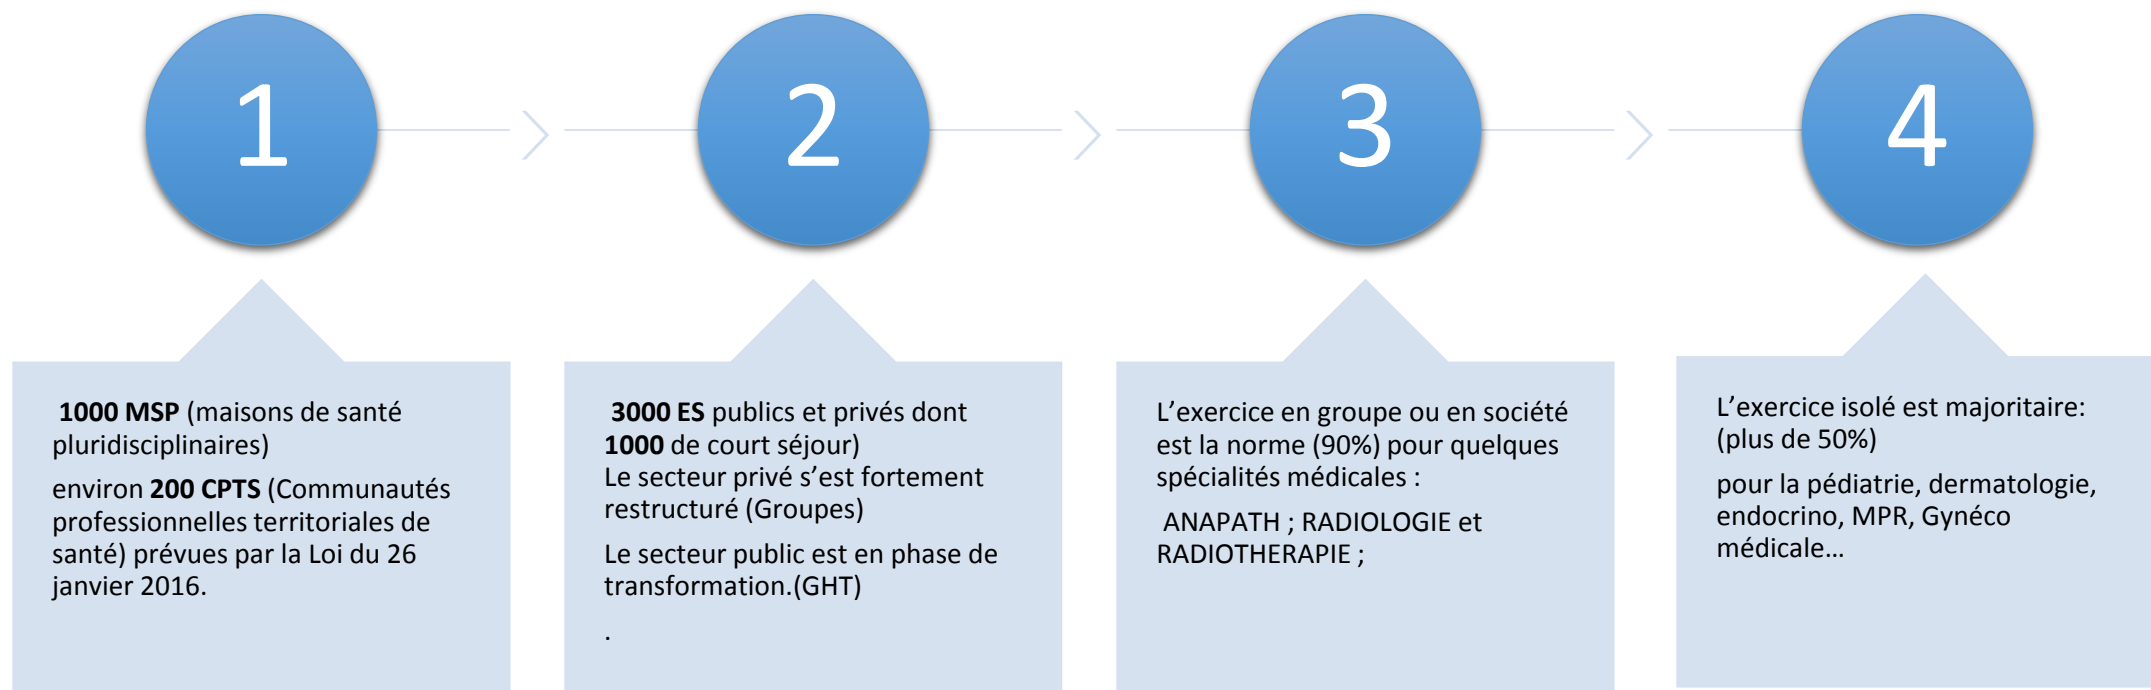 1
2
3
4
1000 MSP (maisons de santé
pluridisciplinaires)
environ 200 CPTS (Communautés
professionnelles territoriales de
santé) prévues par la Loi du 26
janvier 2016.
3000 ES publics et privés dont
1000 de court séjour)
Le secteur privé s’est fortement
restructuré (Groupes)
Le secteur public est en phase de
transformation.(GHT)
.
L’exercice en groupe ou en société
est la norme (90%) pour quelques
spécialités médicales :
ANAPATH ; RADIOLOGIE et
RADIOTHERAPIE ;
L’exercice isolé est majoritaire:
(plus de 50%)
pour la pédiatrie, dermatologie,
endocrino, MPR, Gynéco
médicale…